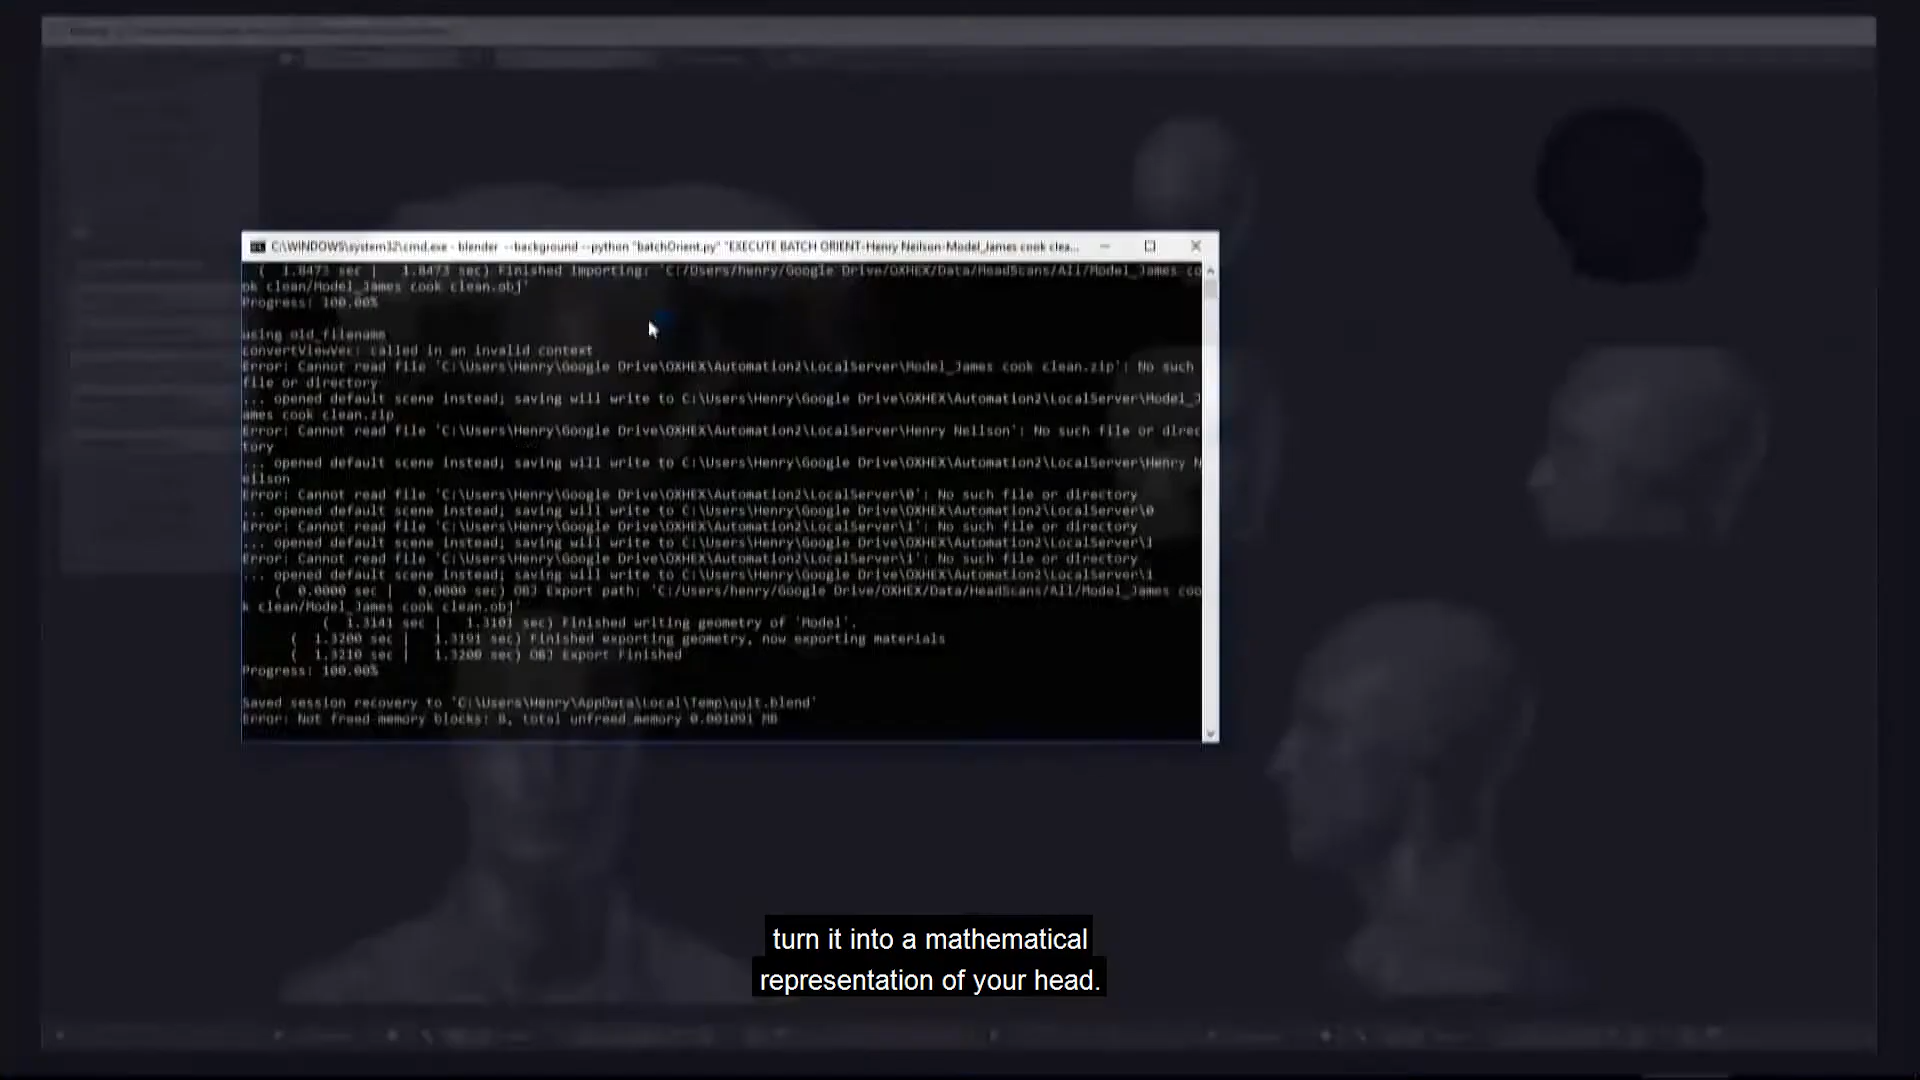 C:\WINDOWS\system32\cmd.exe - blender --background --python "batchOrient.py" "EXECUTE BATCH ORIENT-Henry Neilson-Model_James cook clea...
(  1.8473 sec |   1.8473 sec) Finished importing: 'C:/Users/henry/Google Drive/OXHEX/Data/HeadScans/All/Model_James co
ok clean/Model_James cook clean.obj'
Progress: 100.00%
using old_filename
convertViewVec: called in an invalid context
Error: Cannot read file 'C:\Users\Henry\Google Drive\OXHEX\Automation2\LocalServer\Model_James cook clean.zip': No such
file or directory
... opened default scene instead; saving will write to C:\Users\Henry\Google Drive\OXHEX\Automation2\LocalServer\Model_J
ames cook clean.zip
Error: Cannot read file 'C:\Users\Henry\Google Drive\OXHEX\Automation2\LocalServer\Henry Neilson': No such file or direc
tory
... opened default scene instead; saving will write to C:\Users\Henry\Google Drive\OXHEX\Automation2\LocalServer\Henry N
eilson
Error: Cannot read file 'C:\Users\Henry\Google Drive\OXHEX\Automation2\LocalServer\0': No such file or directory
... opened default scene instead; saving will write to C:\Users\Henry\Google Drive\OXHEX\Automation2\LocalServer\0
Error: Cannot read file 'C:\Users\Henry\Google Drive\OXHEX\Automation2\LocalServer\1': No such file or directory
... opened default scene instead; saving will write to C:\Users\Henry\Google Drive\OXHEX\Automation2\LocalServer\1
Error: Cannot read file 'C:\Users\Henry\Google Drive\OXHEX\Automation2\LocalServer\1': No such file or directory
... opened default scene instead; saving will write to C:\Users\Henry\Google Drive\OXHEX\Automation2\LocalServer\1
(  0.0000 sec |   0.0000 sec) OBJ Export path: 'C:/Users/henry/Google Drive/OXHEX/Data/HeadScans/All/Model_James coo
k clean/Model_James cook clean.obj'
(  1.3141 sec |   1.3101 sec) Finished writing geometry of 'Model'.
(  1.3200 sec |   1.3191 sec) Finished exporting geometry, now exporting materials
(  1.3210 sec |   1.3200 sec) OBJ Export Finished
Progress: 100.00%
Saved session recovery to 'C:\Users\Henry\AppData\Local\Temp\quit.blend'
Error: Not freed memory blocks: 8, total unfreed memory 0.001091 MB
turn it into a mathematical
representation of your head.